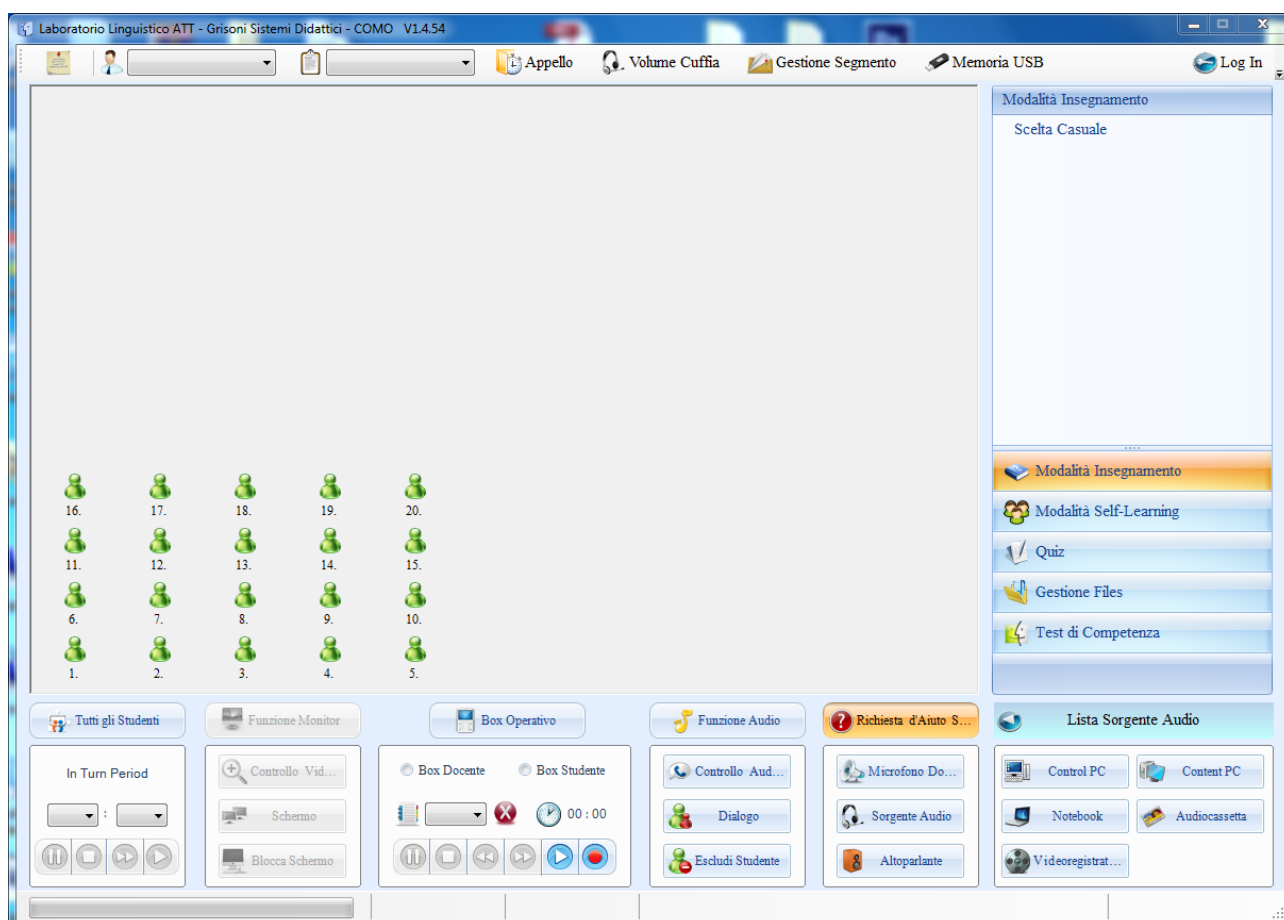 Laboratorio Linguistico ATT - Grisoni Sistemi Didattici - COMO V1.4.54
Appello Volume Cuffia Gestione Segmento Memoria USB Log In
Modalità Insegnamento
Scelta Casuale
16. 17. 18. 19. 20.
11. 12. 13. 14. 15.
6. 7. 8. 9. 10.
1. 2. 3. 4. 5.
Modalità Insegnamento
Modalità Self-Learning
Quiz
Gestione Files
Test di Competenza
Tutti gli Studenti Funzione Monitor Box Operativo Funzione Audio Richiesta d'Aiuto S... Lista Sorgente Audio
In Turn Period Controllo Vid... Box Docente Box Studente Controllo Aud... Microfono Do... Control PC Content PC
: Schermo 00 : 00 Dialogo Sorgente Audio Notebook Audiocassetta
Blocca Schermo Escludi Studente Altoparlante Videoregistrat...